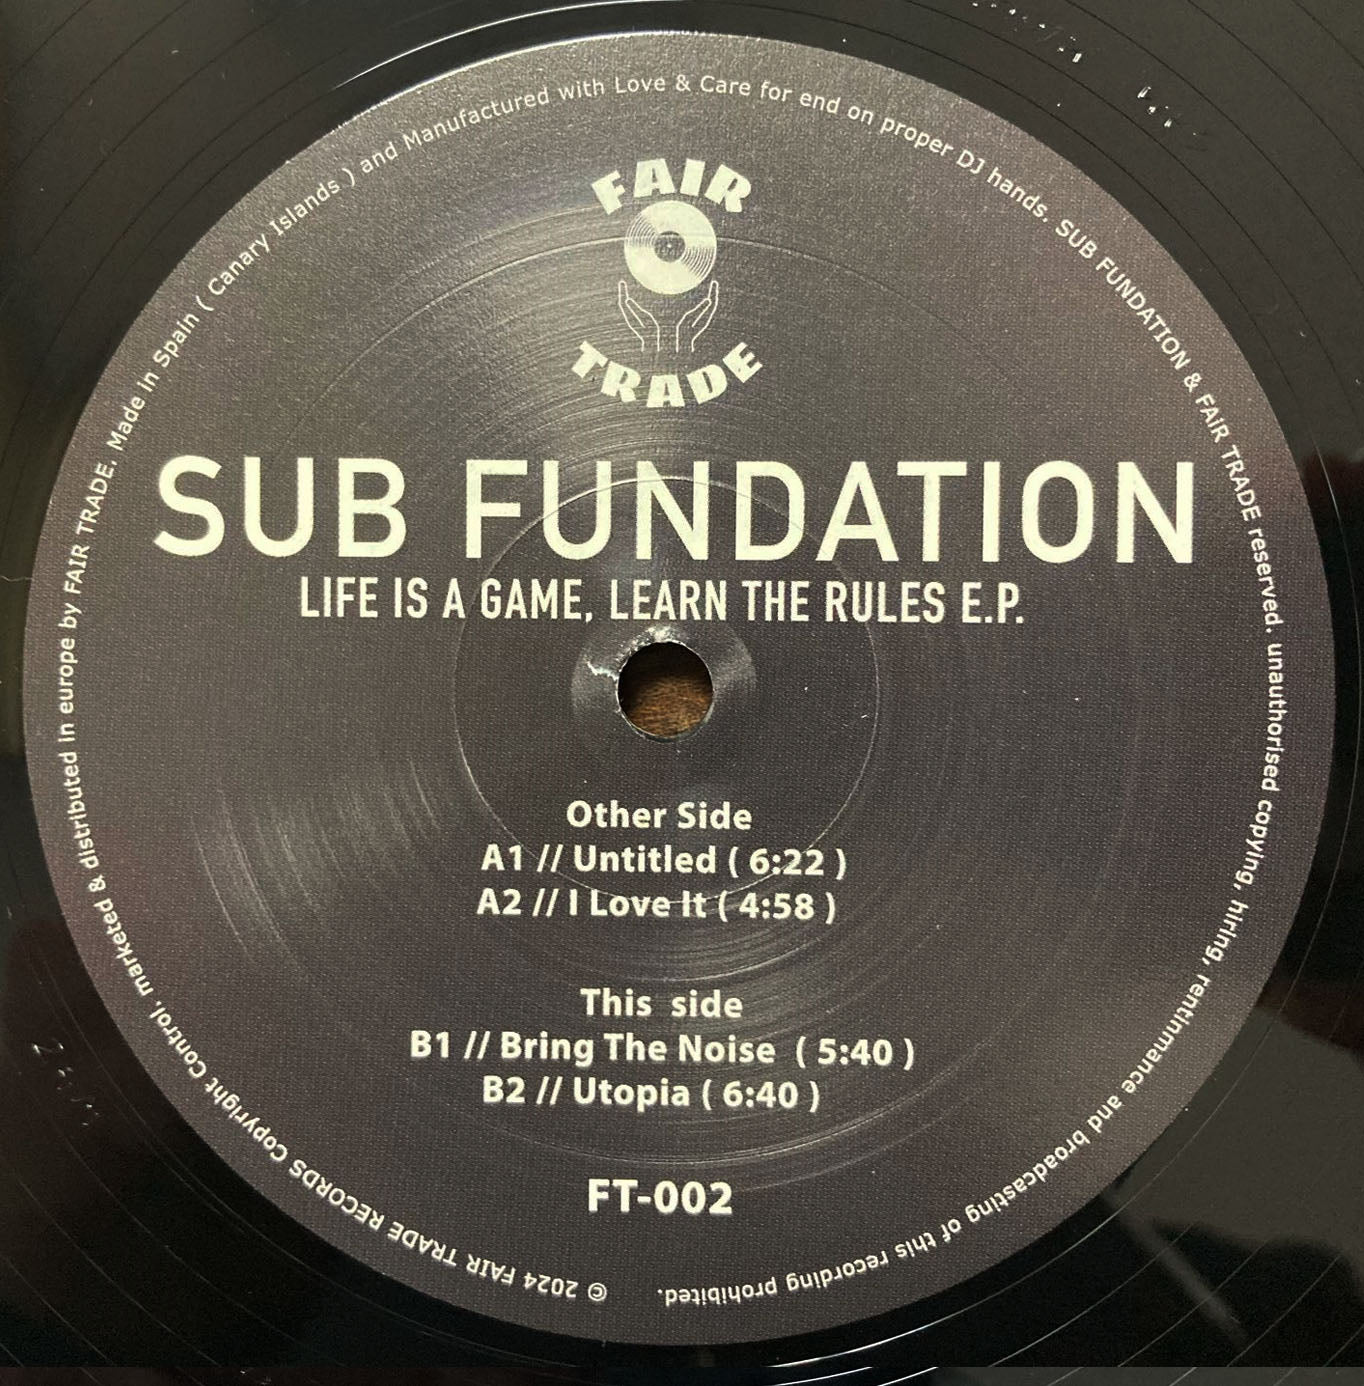 FAIR
TRADE
SUB FUNDATION
LIFE IS A GAME, LEARN THE RULES E.P.
Other Side
A1 // Untitled ( 6:22 )
A2 // I Love It ( 4:58 )
This side
B1 // Bring The Noise ( 5:40 )
B2 // Utopia ( 6:40 )
FT-002
© 2024 FAIR TRADE RECORDS Copyright Control, marketed & distributed in europe by FAIR TRADE. Made in Spain ( Canary Islands ) and Manufactured with Love & Care for end on proper DJ hands. SUB FUNDATION & FAIR TRADE reserved. unauthorised copying, hiring, rentinmance and broadcasting of this recording prohibited.